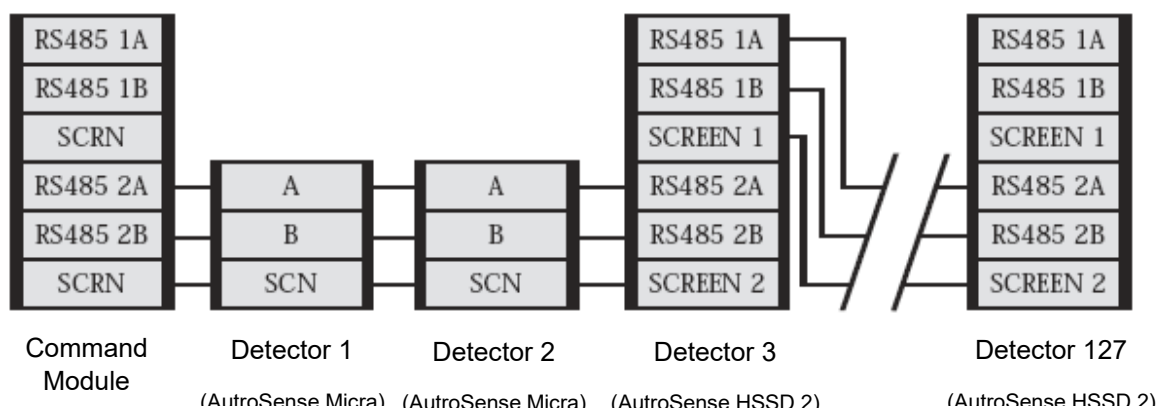 RS485 1A
RS485 1B
SCRN
RS485 2A
RS485 2B
SCRN
Command
Module
A
B
SCN
Detector 1
(AutroSense Micra)
A
B
SCN
Detector 2
(AutroSense Micra)
RS485 1A
RS485 1B
SCREEN 1
RS485 2A
RS485 2B
SCREEN 2
Detector 3
(AutroSense HSSD 2)
RS485 1A
RS485 1B
SCREEN 1
RS485 2A
RS485 2B
SCREEN 2
Detector 127
(AutroSense HSSD 2)